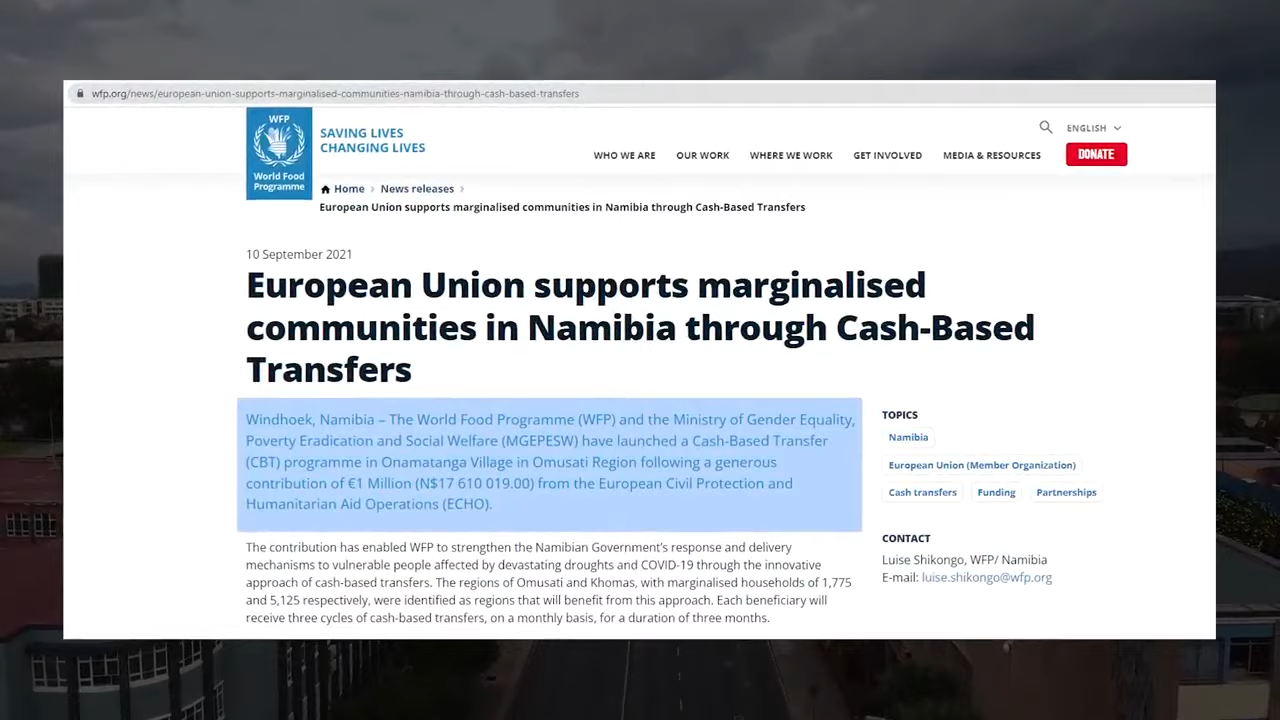 wfp.org/news/european-union-supports-marginalised-communities-namibia-through-cash-based-transfers
WFP
World Food
Programme
SAVING LIVES
CHANGING LIVES
ENGLISH
WHO WE ARE
OUR WORK
WHERE WE WORK
GET INVOLVED
MEDIA & RESOURCES
DONATE
Home > News releases >
European Union supports marginalised communities in Namibia through Cash-Based Transfers
10 September 2021
European Union supports marginalised
communities in Namibia through Cash-Based
Transfers
Windhoek, Namibia – The World Food Programme (WFP) and the Ministry of Gender Equality,
Poverty Eradication and Social Welfare (MGEPESW) have launched a Cash-Based Transfer
(CBT) programme in Onamatanga Village in Omusati Region following a generous
contribution of €1 Million (N$17 610 019.00) from the European Civil Protection and
Humanitarian Aid Operations (ECHO).
The contribution has enabled WFP to strengthen the Namibian Government's response and delivery
mechanisms to vulnerable people affected by devastating droughts and COVID-19 through the innovative
approach of cash-based transfers. The regions of Omusati and Khomas, with marginalised households of 1,775
and 5,125 respectively, were identified as regions that will benefit from this approach. Each beneficiary will
receive three cycles of cash-based transfers, on a monthly basis, for a duration of three months.
TOPICS
Namibia
European Union (Member Organization)
Cash transfers
Funding
Partnerships
CONTACT
Luise Shikongo, WFP/ Namibia
E-mail: luise.shikongo@wfp.org